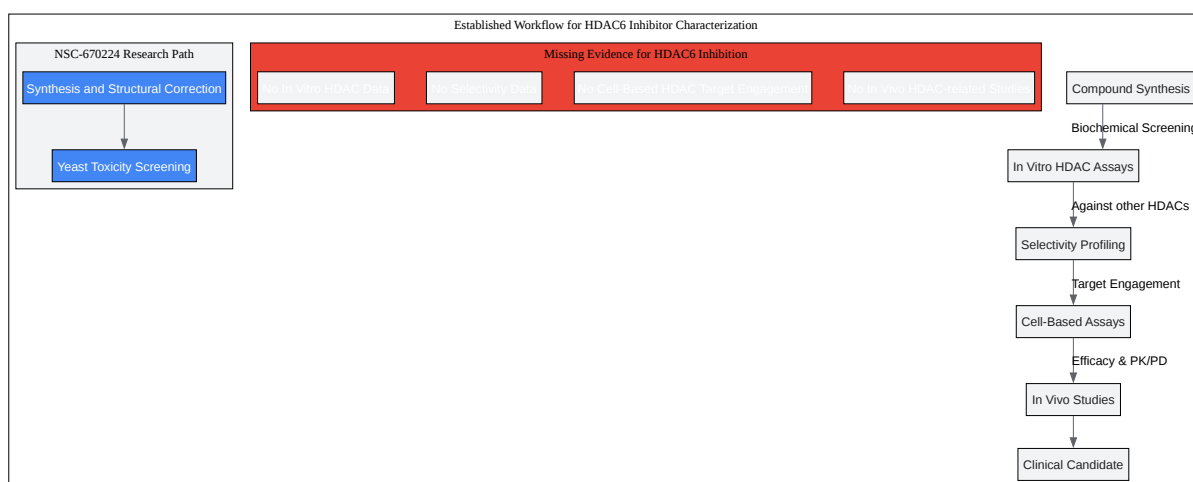 Established Workflow for HDAC6 Inhibitor Characterization
NSC-670224 Research Path
Synthesis and Structural Correction
Yeast Toxicity Screening
Missing Evidence for HDAC6 Inhibition
No In Vitro HDAC Data
No Selectivity Data
No Cell-Based HDAC Target Engagement
No In Vivo HDAC-related Studies
Compound Synthesis
Biochemical Screening
In Vitro HDAC Assays
Against other HDACs
Selectivity Profiling
Target Engagement
Cell-Based Assays
Efficacy & PK/PD
In Vivo Studies
Clinical Candidate